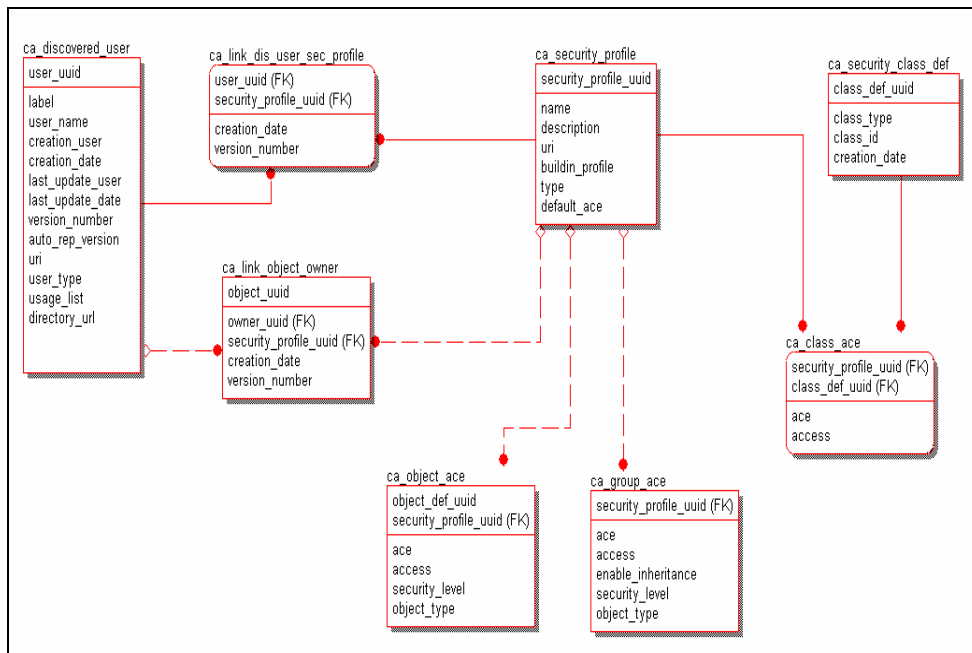 ca_discovered_user
user_uuid
label
user_name
creation_user
creation_date
last_update_user
last_update_date
version_number
auto_rep_version
uri
user_type
usage_list
directory_url
ca_link_dis_user_sec_profile
user_uuid (FK)
security_profile_uuid (FK)
creation_date
version_number
ca_link_object_owner
object_uuid
owner_uuid (FK)
security_profile_uuid (FK)
creation_date
version_number
ca_security_profile
security_profile_uuid
name
description
uri
buildin_profile
type
default_ace
ca_security_class_def
class_def_uuid
class_type
class_id
creation_date
ca_class_ace
security_profile_uuid (FK)
class_def_uuid (FK)
ace
access
ca_object_ace
object_def_uuid
security_profile_uuid (FK)
ace
access
security_level
object_type
ca_group_ace
security_profile_uuid (FK)
ace
access
enable_inheritance
security_level
object_type